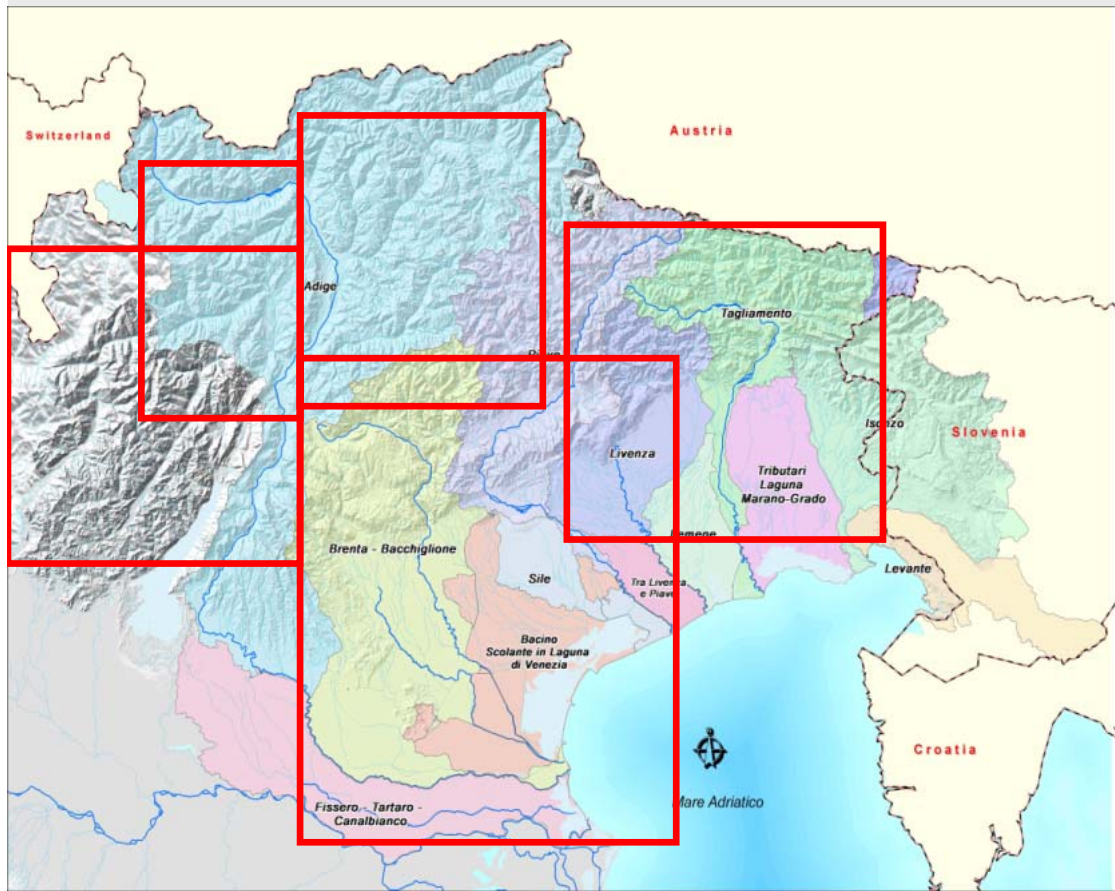 Switzerland
Austria
Adige
Tagliamento
Isonzo
Slovenia
Livenza
Tributari
Laguna
Marano-Grado
Brenta - Bacchiglione
Sile
Tra Livenza
e Piave
Levante
Bacino
Scolante in Laguna
di Venezia
Croatia
Mare Adriatico
Fissero - Tartaro -
Canalbianco